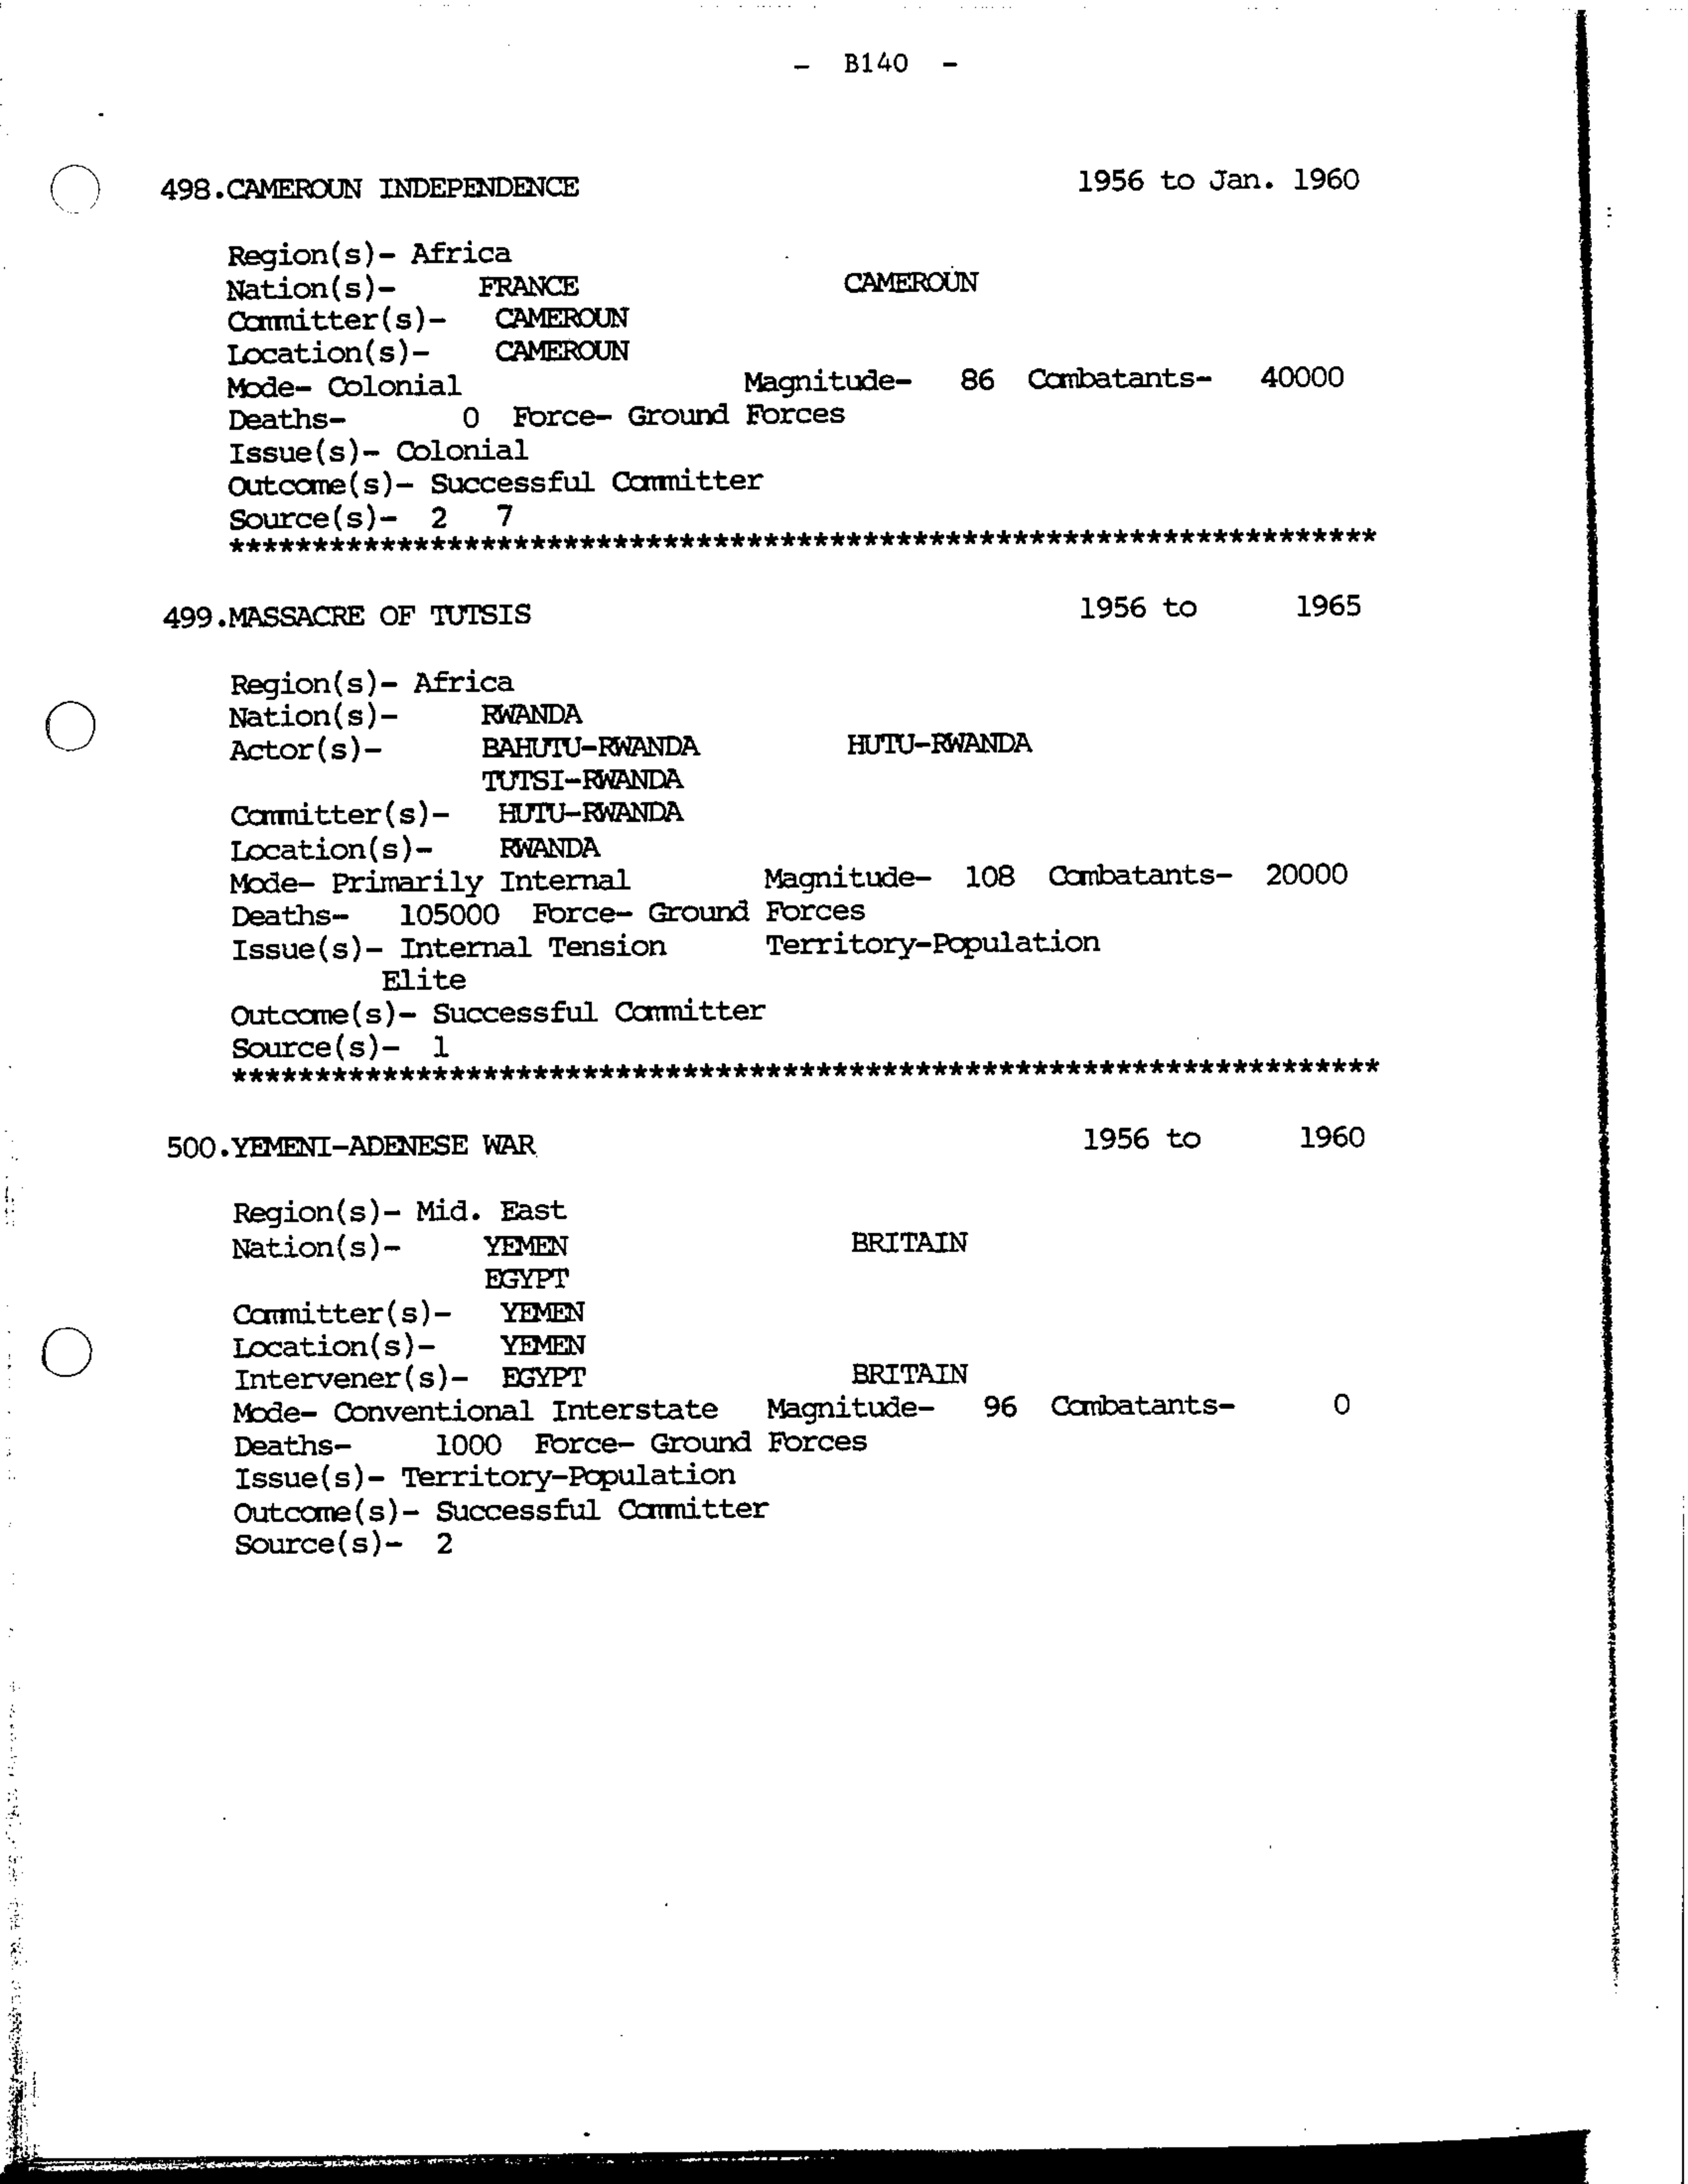 - B140 -
498.CAMEROUN INDEPENDENCE 1956 to Jan. 1960
Region(s)- Africa
Nation(s)- FRANCE CAMEROUN
Committer(s)- CAMEROUN
Location(s)- CAMEROUN
Mode- Colonial Magnitude- 86 Combatants- 40000
Deaths- 0 Force- Ground Forces
Issue(s)- Colonial
Outcome(s)- Successful Committer
Source(s)- 2 7
*********************************************************************
499.MASSACRE OF TUTSIS 1956 to 1965
Region(s)- Africa
Nation(s)- RWANDA
Actor(s)- BAHUTU-RWANDA HUTU-RWANDA
TUTSI-RWANDA
Committer(s)- HUTU-RWANDA
Location(s)- RWANDA
Mode- Primarily Internal Magnitude- 108 Combatants- 20000
Deaths- 105000 Force- Ground Forces
Issue(s)- Internal Tension Territory-Population
Elite
Outcome(s)- Successful Committer
Source(s)- 1
*********************************************************************
500.YEMENI-ADENESE WAR 1956 to 1960
Region(s)- Mid. East
Nation(s)- YEMEN BRITAIN
EGYPT
Committer(s)- YEMEN
Location(s)- YEMEN
Intervener(s)- EGYPT BRITAIN
Mode- Conventional Interstate Magnitude- 96 Combatants- 0
Deaths- 1000 Force- Ground Forces
Issue(s)- Territory-Population
Outcome(s)- Successful Committer
Source(s)- 2